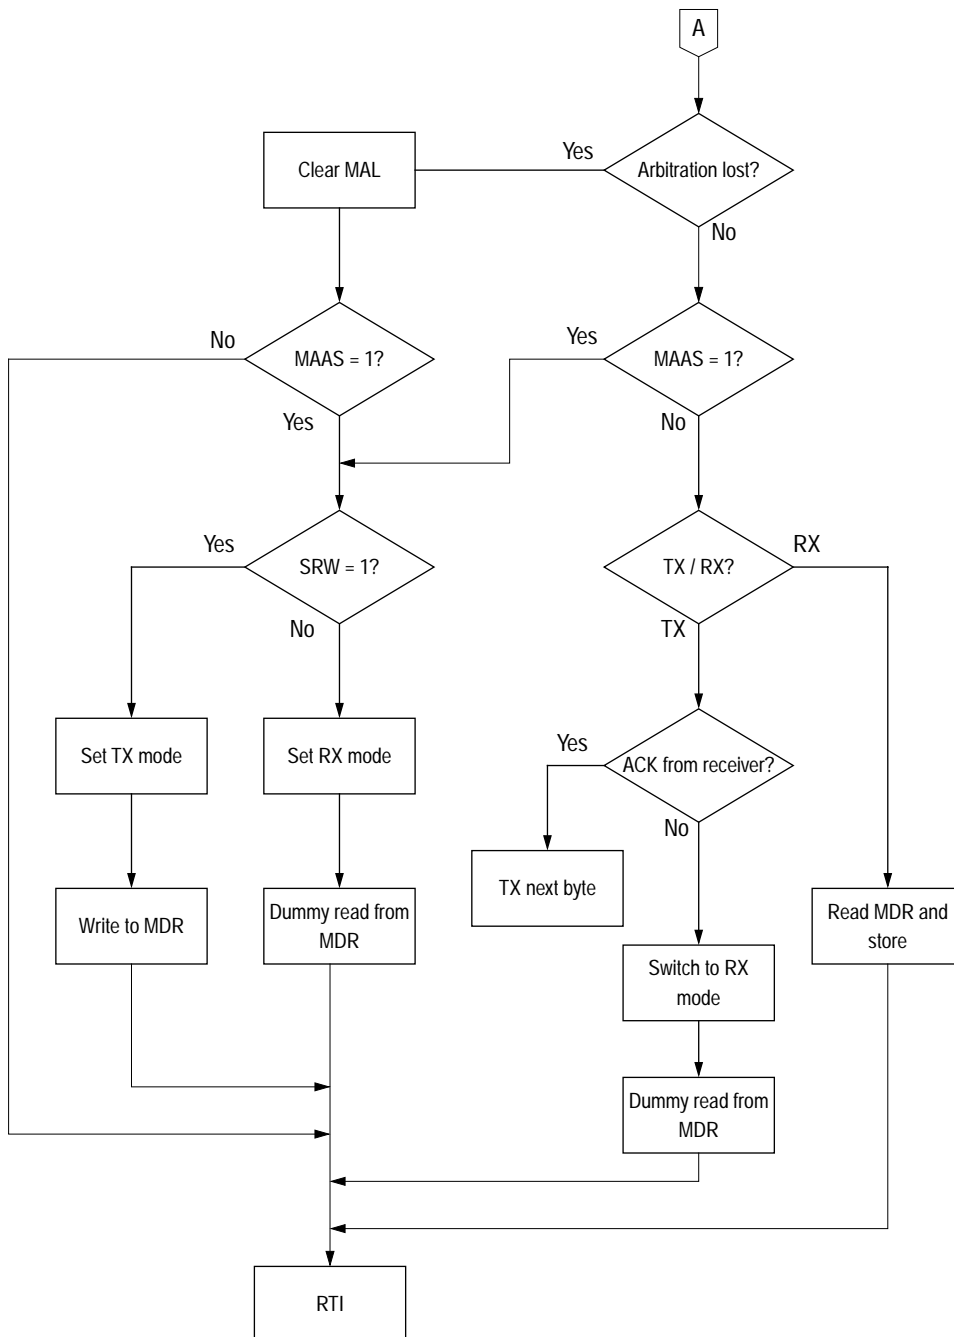 A
Yes
Clear MAL
Arbitration lost?
No
No
MAAS = 1?
Yes
MAAS = 1?
Yes
No
Yes
SRW = 1?
TX / RX?
RX
No
TX
Set TX mode
Set RX mode
Yes
ACK from receiver?
No
Write to MDR
Dummy read from
MDR
TX next byte
Read MDR and
store
Switch to RX
mode
Dummy read from
MDR
RTI